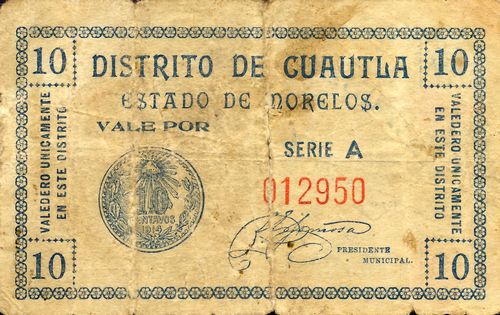 10
10
DISTRITO DE CUAUTLA
ESTADO DE MORELOS.
VALE POR
SERIE A
012950
10
CENTAVOS
1914
PRESIDENTE
MUNICIPAL.
VALEDERO UNICAMENTE
EN ESTE DISTRITO
VALEDERO UNICAMENTE
EN ESTE DISTRITO
10
10